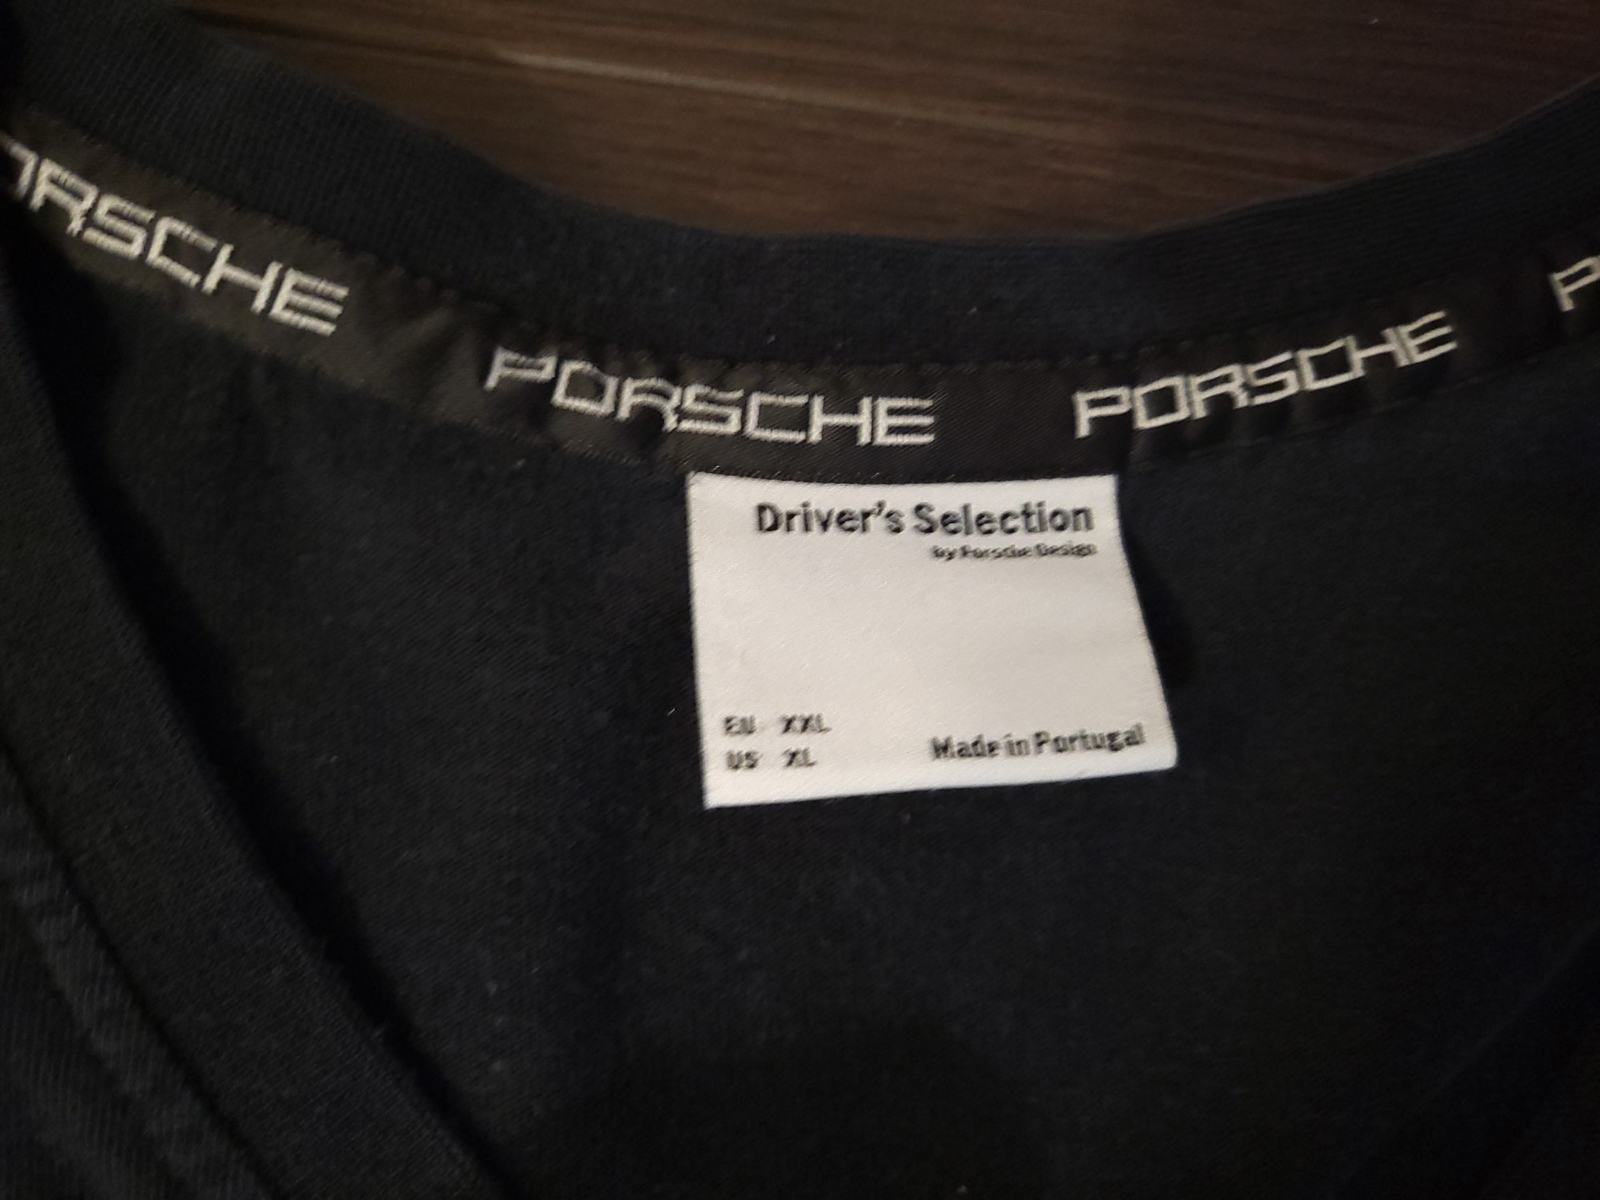 PORSCHE
PORSCHE
PORSCHE
Driver's Selection
by Porsche Design
EU XXL
US XL
Made in Portugal